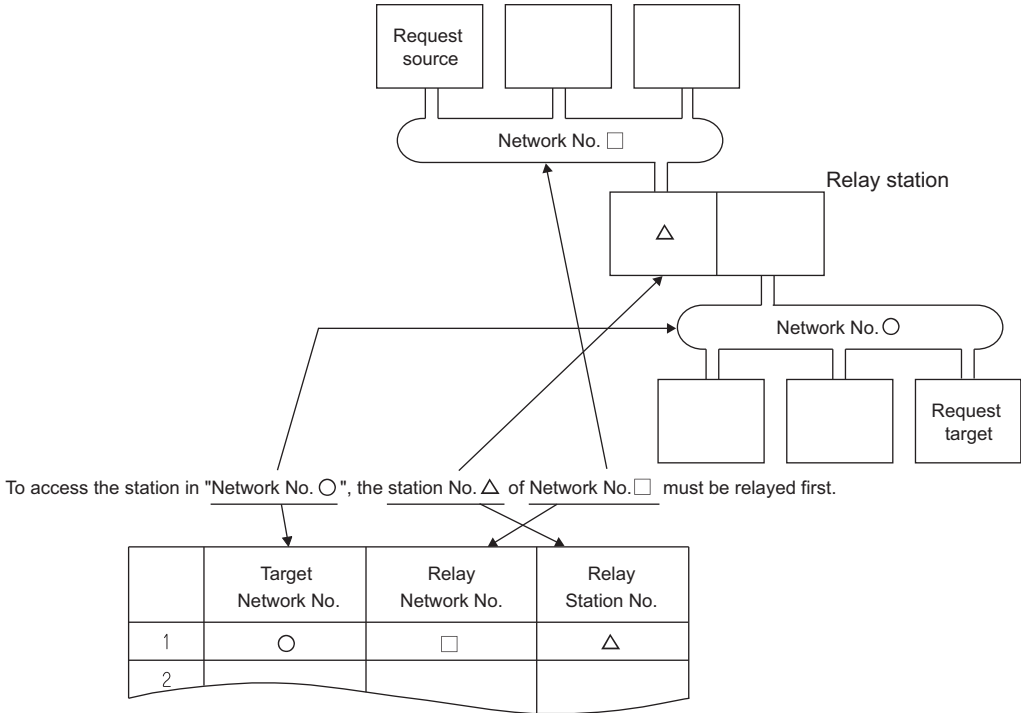 Request
source
Network No. □
Relay station
△
Network No. ○
Request
target
To access the station in "Network No. ○", the station No. △ of Network No. □ must be relayed first.
Target
Network No.
Relay
Network No.
Relay
Station No.
1 ○ □ △
2